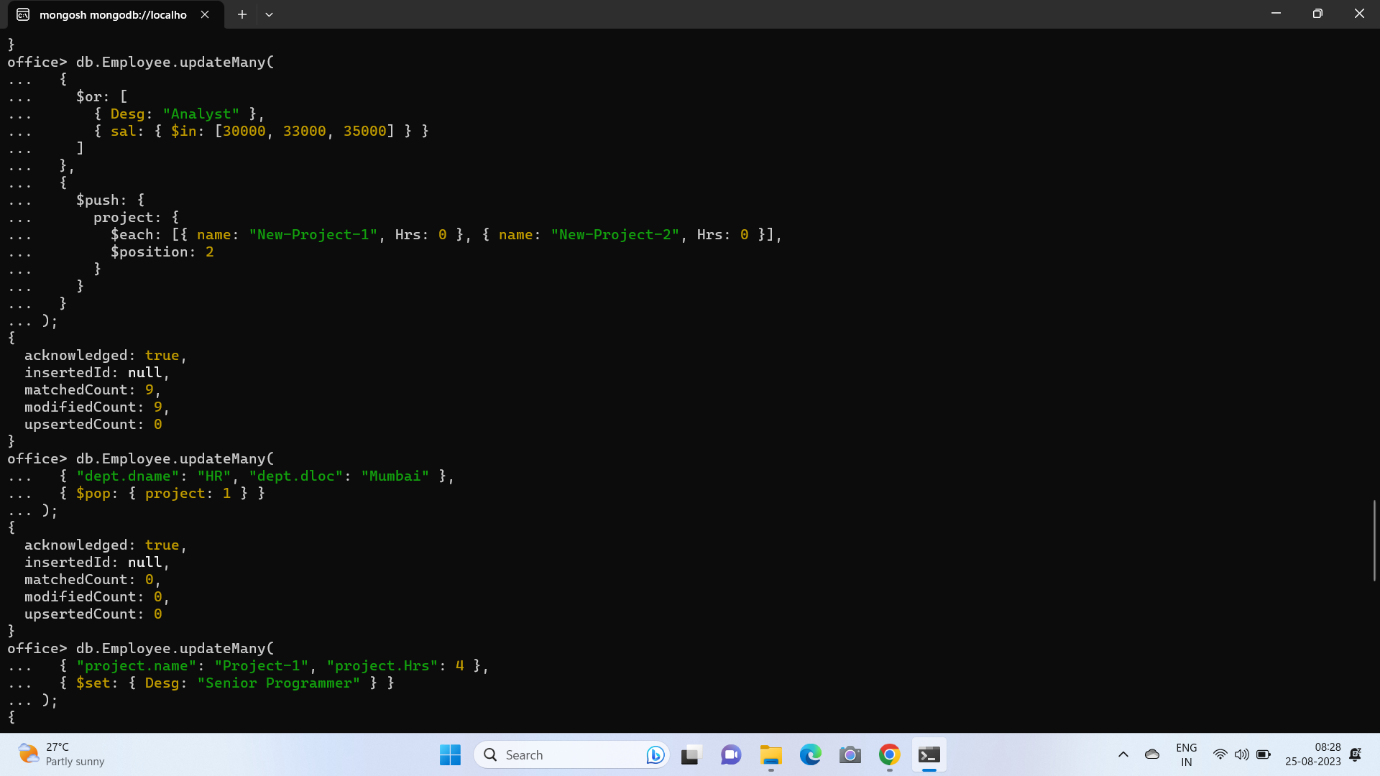 mongosh mongodb://localho
}
office> db.Employee.updateMany(
...   {
...     $or: [
...       { Desg: "Analyst" },
...       { sal: { $in: [30000, 33000, 35000] } }
...     ]
...   },
...   {
...     $push: {
...       project: {
...         $each: [{ name: "New-Project-1", Hrs: 0 }, { name: "New-Project-2", Hrs: 0 }],
...         $position: 2
...       }
...     }
...   }
... );
{
  acknowledged: true,
  insertedId: null,
  matchedCount: 9,
  modifiedCount: 9,
  upsertedCount: 0
}
office> db.Employee.updateMany(
...   { "dept.dname": "HR", "dept.dloc": "Mumbai" },
...   { $pop: { project: 1 } }
... );
{
  acknowledged: true,
  insertedId: null,
  matchedCount: 0,
  modifiedCount: 0,
  upsertedCount: 0
}
office> db.Employee.updateMany(
...   { "project.name": "Project-1", "project.Hrs": 4 },
...   { $set: { Desg: "Senior Programmer" } }
... );
{
27°C
Partly sunny
Search
ENG
IN
08:28
25-08-2023